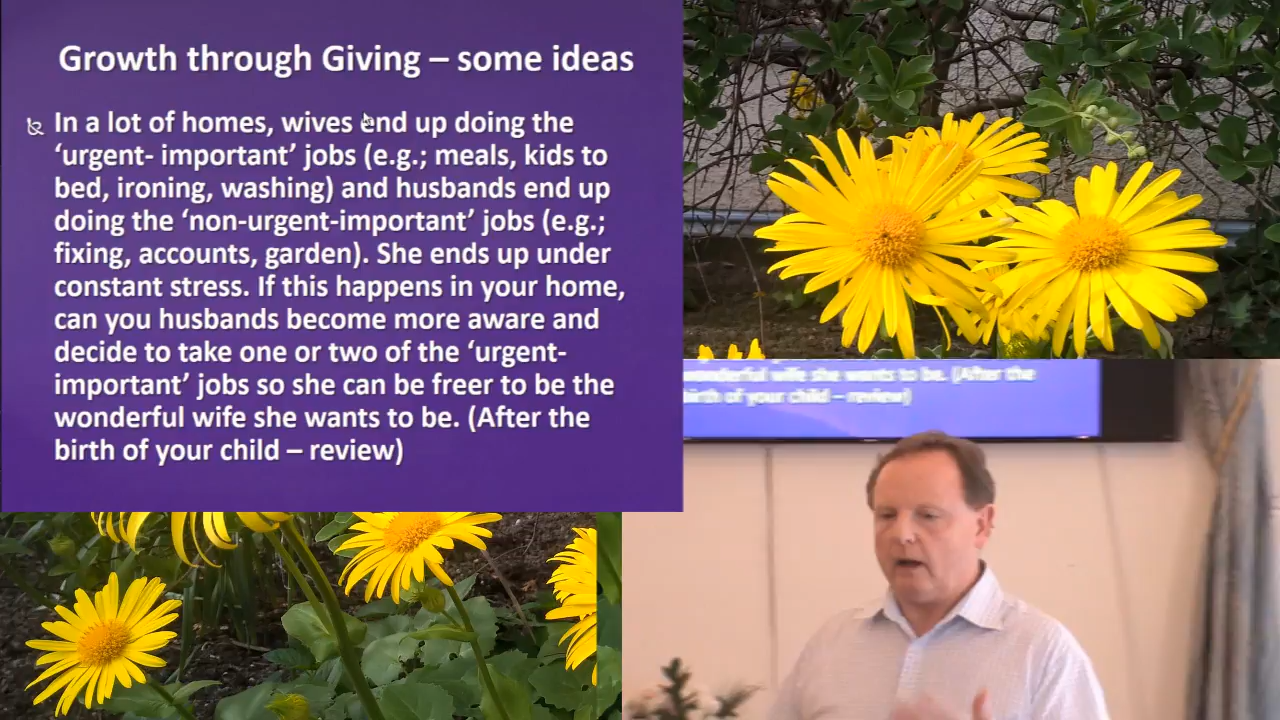 Growth through Giving – some ideas
In a lot of homes, wives end up doing the
‘urgent- important’ jobs (e.g.; meals, kids to
bed, ironing, washing) and husbands end up
doing the ‘non-urgent-important’ jobs (e.g.;
fixing, accounts, garden). She ends up under
constant stress. If this happens in your home,
can you husbands become more aware and
decide to take one or two of the ‘urgent-
important’ jobs so she can be freer to be the
wonderful wife she wants to be. (After the
birth of your child – review)
wonderful wife she wants to be. (After the
birth of your child – review)